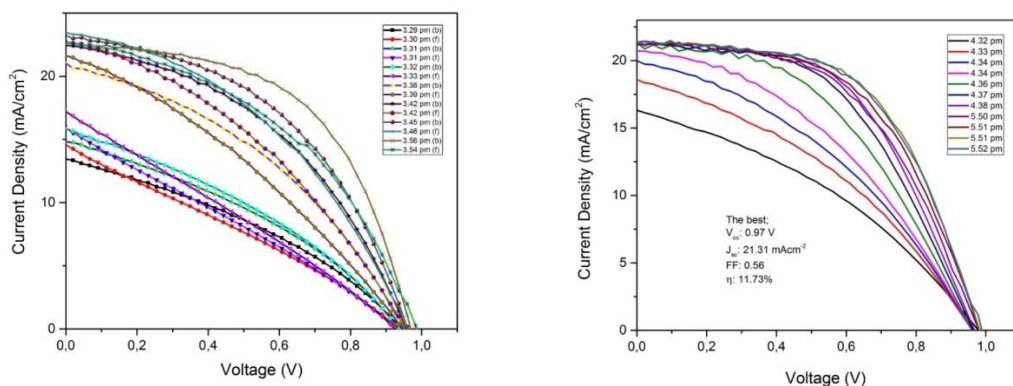 Current Density (mA/cm²)
20
10
0
0,0
0,2
0,4
0,6
0,8
1,0
Voltage (V)
3.29 pm (b)
3.30 pm (f)
3.31 pm (b)
3.31 pm (f)
3.32 pm (b)
3.33 pm (f)
3.38 pm (b)
3.39 pm (f)
3.42 pm (b)
3.42 pm (f)
3.45 pm (b)
3.46 pm (f)
3.56 pm (b)
3.54 pm (f)
Current Density (mA/cm²)
20
15
10
5
0
0,0
0,2
0,4
0,6
0,8
1,0
Voltage (V)
4.32 pm
4.33 pm
4.34 pm
4.34 pm
4.36 pm
4.37 pm
4.38 pm
5.50 pm
5.51 pm
5.51 pm
5.52 pm
The best;
Voc: 0.97 V
Jsc: 21.31 mAcm⁻²
FF: 0.56
η: 11.73%